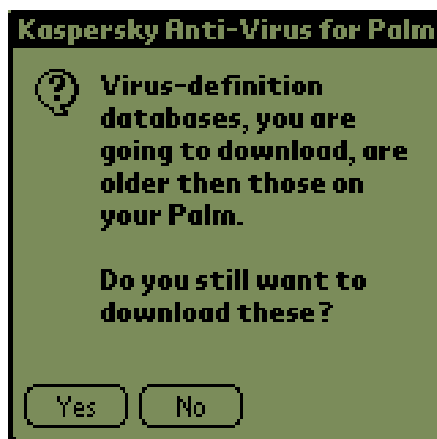 Kaspersky Anti-Virus for Palm
Virus-definition
databases, you are
going to download, are
older then those on
your Palm.
Do you still want to
download these?
Yes No